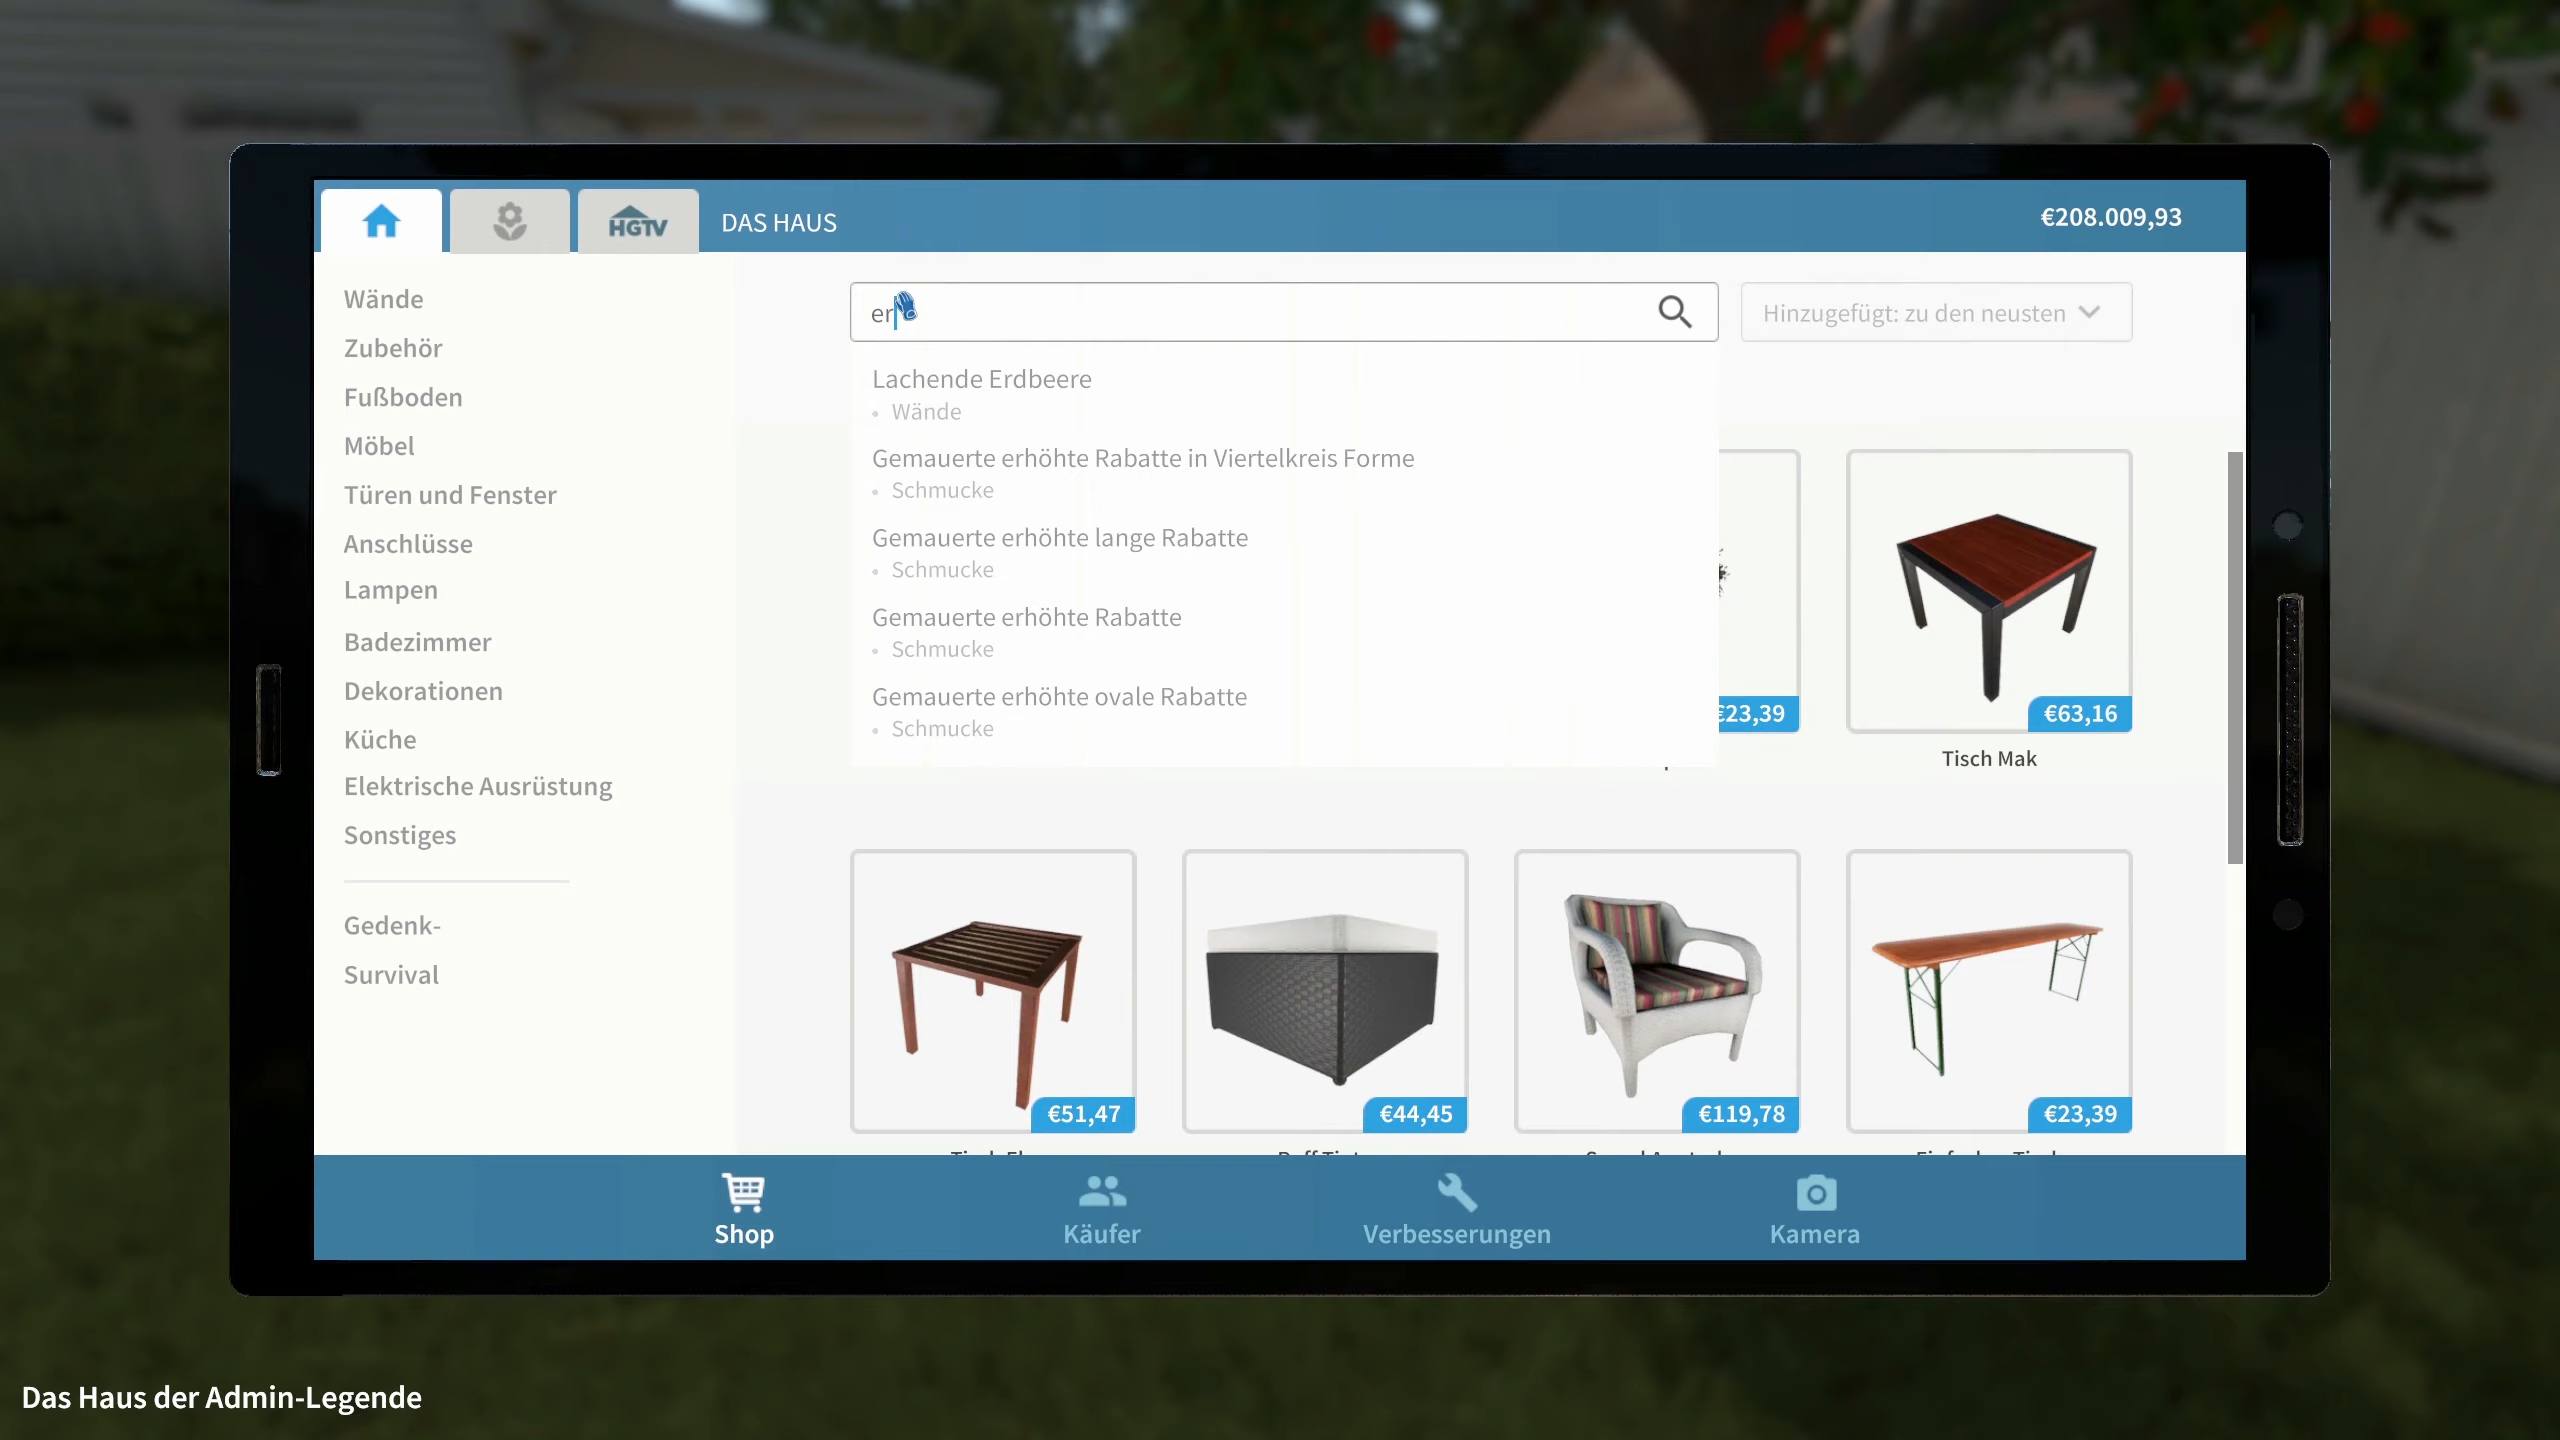 HGTV
DAS HAUS
€208.009,93
Wände
Zubehör
Fußboden
Möbel
Türen und Fenster
Anschlüsse
Lampen
Badezimmer
Dekorationen
Küche
Elektrische Ausrüstung
Sonstiges
Gedenk-
Survival
er
Hinzugefügt: zu den neusten
Lachende Erdbeere
• Wände
Gemauerte erhöhte Rabatte in Viertelkreis Forme
• Schmucke
Gemauerte erhöhte lange Rabatte
• Schmucke
Gemauerte erhöhte Rabatte
• Schmucke
Gemauerte erhöhte ovale Rabatte
• Schmucke
€23,39
€63,16
Tisch Mak
€51,47
€44,45
€119,78
€23,39
Shop
Käufer
Verbesserungen
Kamera
Das Haus der Admin-Legende